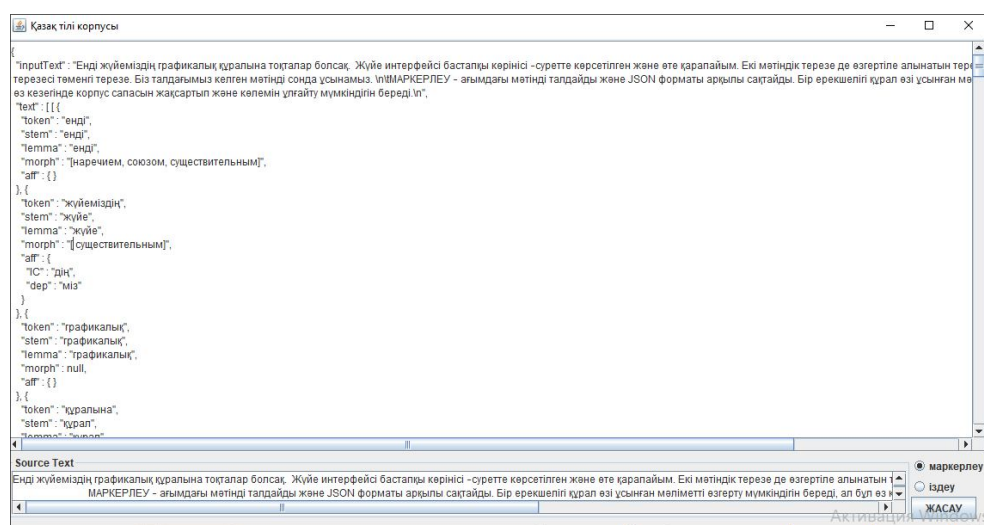 Қазақ тілі корпусы
{
"inputText" : "Енді жүйеміздің графикалық құралына тоқталар болсақ. Жүйе интерфейсі бастапқы көрінісі -суретте көрсетілген және өте қарапайым. Екі мәтіндік терезе де өзгертіле алынатын тере
терезесі төменгі терезе. Біз талдағымыз келген мәтінді сонда ұсынамыз. \n\tМАРКЕРЛЕУ – ағымдағы мәтінді талдайды және JSON форматы арқылы сақтайды. Бір ерекшелігі құрал өзі ұсынған мә
өз кезегінде корпус сапасын жақсартып және көлемін ұлғайту мүмкіндігін береді.\n",
"text" : [ [ {
"token" : "енді",
"stem" : "енді",
"lemma" : "енді",
"morph" : "[наречием, союзом, существительным]",
"aff" : { }
}, {
"token" : "жүйеміздің",
"stem" : "жүйе",
"lemma" : "жүйе",
"morph" : "[существительным]",
"aff" : {
"IC" : "дің",
"dep" : "міз"
}
}, {
"token" : "графикалық",
"stem" : "графикалық",
"lemma" : "графикалық",
"morph" : null,
"aff" : { }
}, {
"token" : "құралына",
"stem" : "құрал",
"lemma" : "құрал"
Source Text
Енді жүйеміздің графикалық құралына тоқталар болсақ. Жүйе интерфейсі бастапқы көрінісі -суретте көрсетілген және өте қарапайым. Екі мәтіндік терезе де өзгертіле алынатын т
МАРКЕРЛЕУ – ағымдағы мәтінді талдайды және JSON форматы арқылы сақтайды. Бір ерекшелігі құрал өзі ұсынған мәліметті өзгерту мүмкіндігін береді, ал бұл өз к
маркерлеу
іздеу
ЖАСАУ
Активация Windows